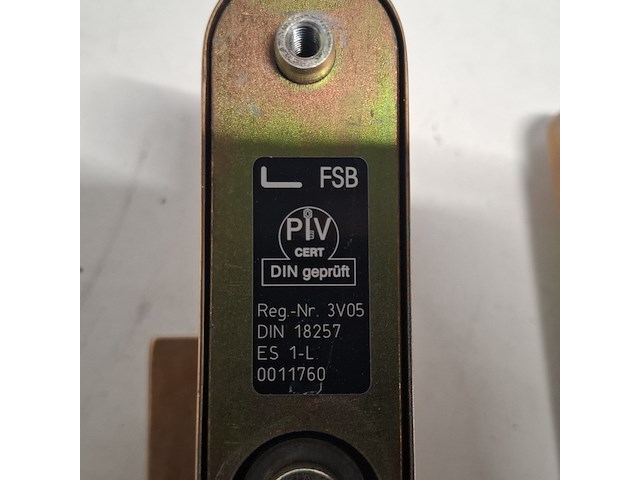 FSB
PIV
CERT
DIN geprüft
Reg.-Nr. 3V05
DIN 18257
ES 1-L
0011760